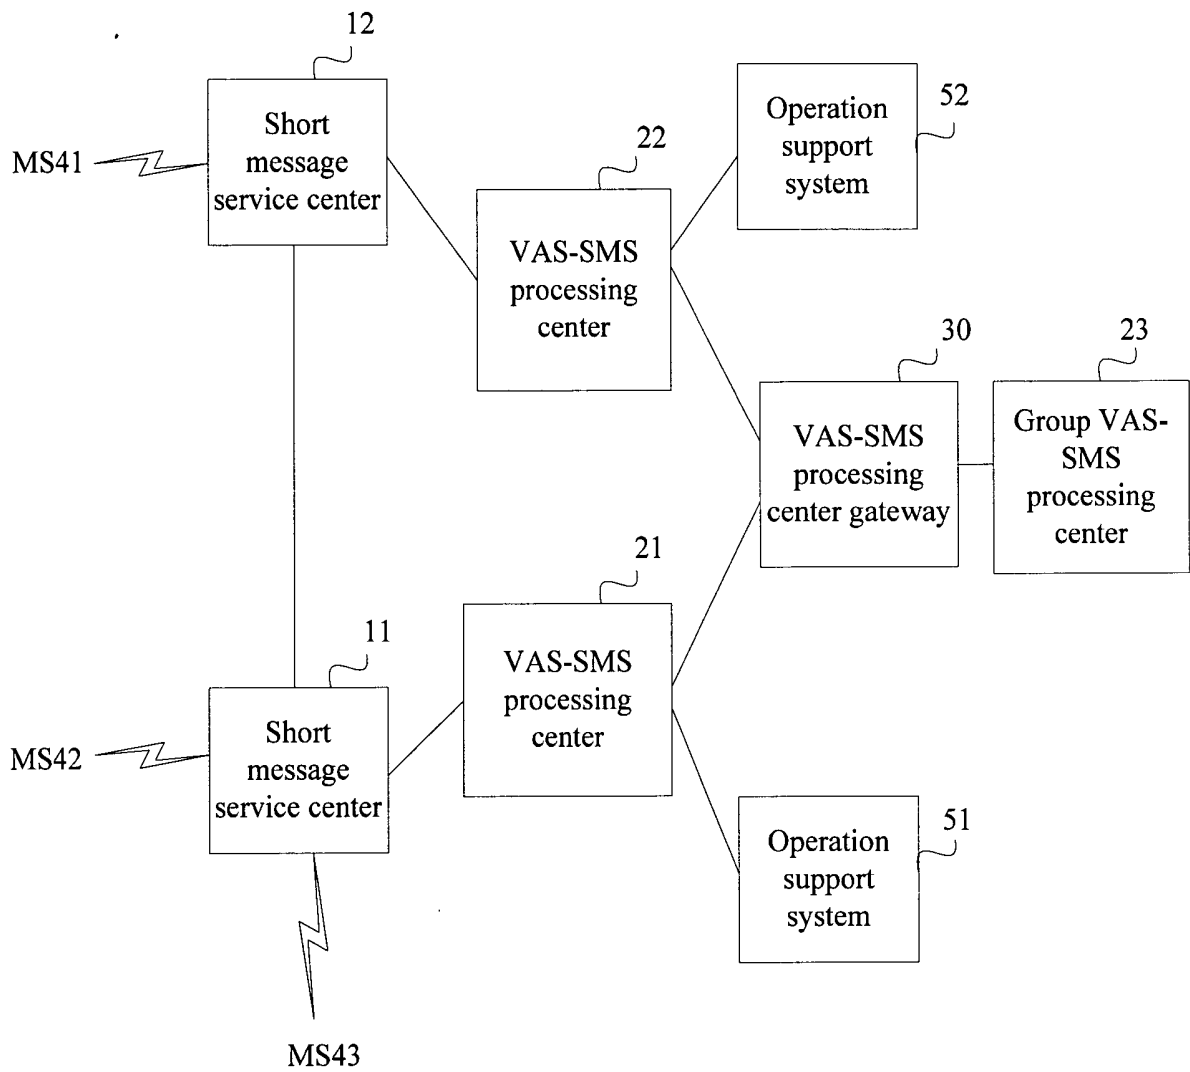 12
Short
message
service center
MS41
22
VAS-SMS
processing
center
52
Operation
support
system
30
VAS-SMS
processing
center gateway
23
Group VAS-
SMS
processing
center
21
VAS-SMS
processing
center
11
Short
message
service center
MS42
51
Operation
support
system
MS43